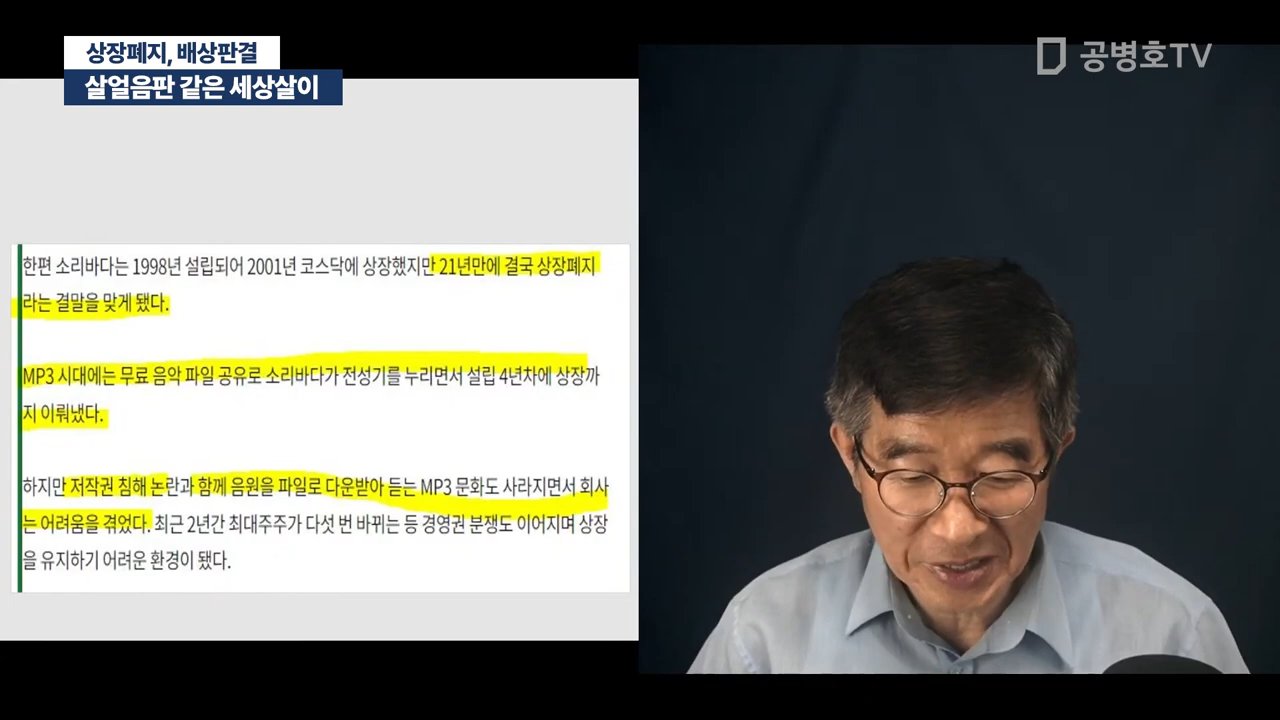 상장폐지, 배상판결
살얼음판 같은 세상살이
공병호TV
한편 소리바다는 1998년 설립되어 2001년 코스닥에 상장했지만 21년만에 결국 상장폐지
라는 결말을 맞게 됐다.
MP3 시대에는 무료 음악 파일 공유로 소리바다가 전성기를 누리면서 설립 4년차에 상장까
지 이뤄냈다.
하지만 저작권 침해 논란과 함께 음원을 파일로 다운받아 듣는 MP3 문화도 사라지면서 회사
는 어려움을 겪었다. 최근 2년간 최대주주가 다섯 번 바뀌는 등 경영권 분쟁도 이어지며 상장
을 유지하기 어려운 환경이 됐다.